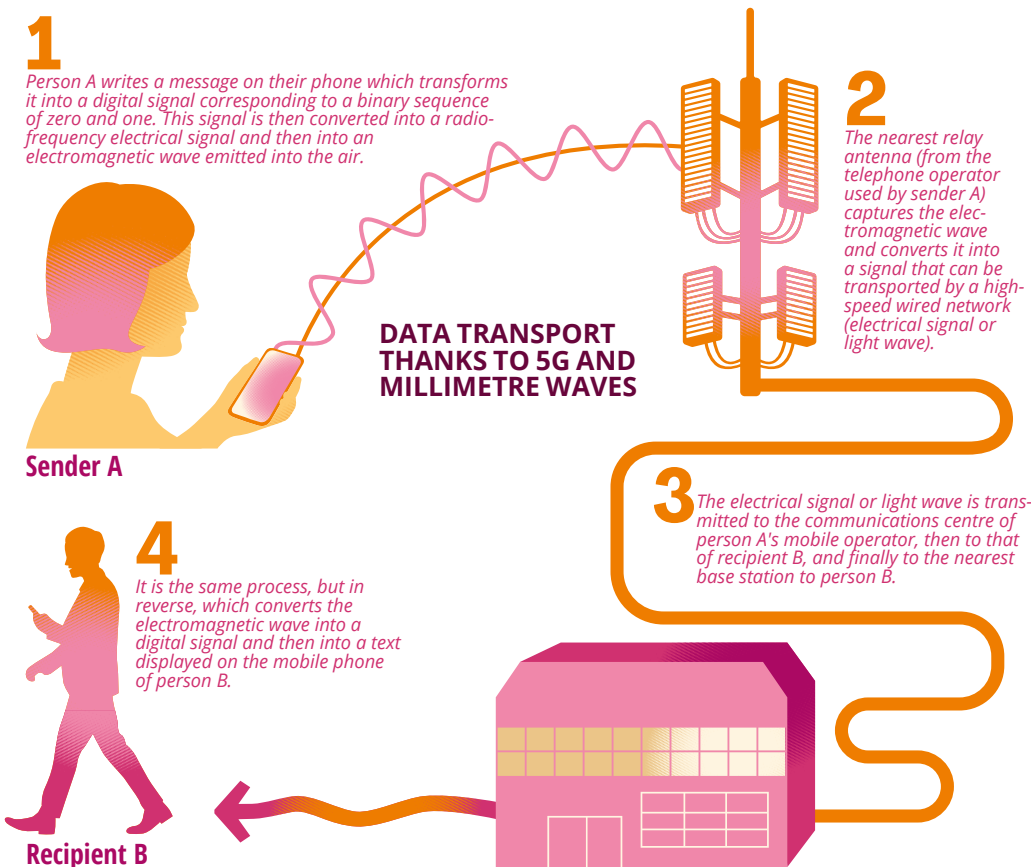 1
Person A writes a message on their phone which transforms
it into a digital signal corresponding to a binary sequence
of zero and one. This signal is then converted into a radio-
frequency electrical signal and then into an
electromagnetic wave emitted into the air.
2
The nearest relay
antenna (from the
telephone operator
used by sender A)
captures the elec-
tromagnetic wave
and converts it into
a signal that can be
transported by a high-
speed wired network
(electrical signal or
light wave).
DATA TRANSPORT
THANKS TO 5G AND
MILLIMETRE WAVES
Sender A
3
The electrical signal or light wave is trans-
mitted to the communications centre of
person A's mobile operator, then to that
of recipient B, and finally to the nearest
base station to person B.
4
It is the same process, but in
reverse, which converts the
electromagnetic wave into a
digital signal and then into a text
displayed on the mobile phone
of person B.
Recipient B